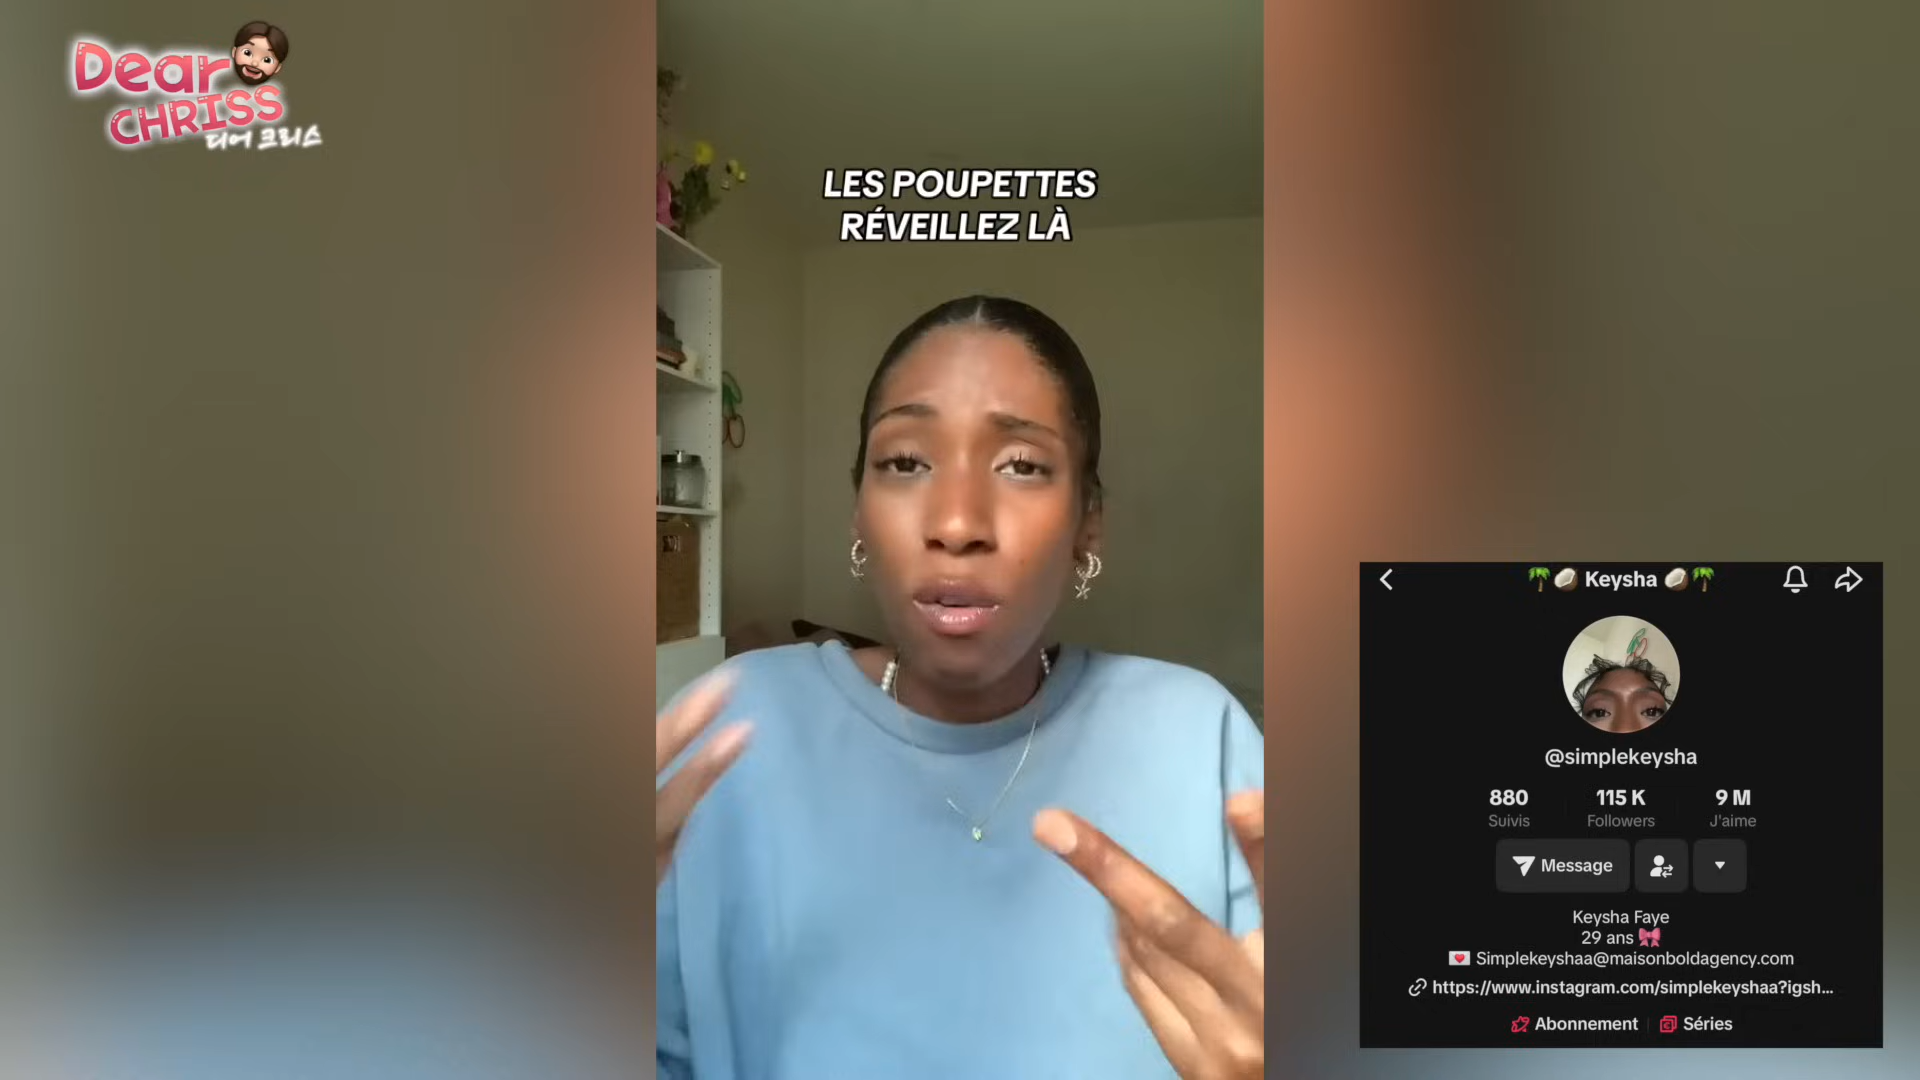 Dear
CHRISS
디어 크리스
LES POUPETTES
RÉVEILLEZ LÀ
🌴🥥 Keysha 🥥🌴
@simplekeysha
880
Suivis
115 K
Followers
9 M
J'aime
Message
Keysha Faye
29 ans 🎀
💌 Simplekeyshaa@maisonboldagency.com
https://www.instagram.com/simplekeyshaa?igsh...
Abonnement
Séries